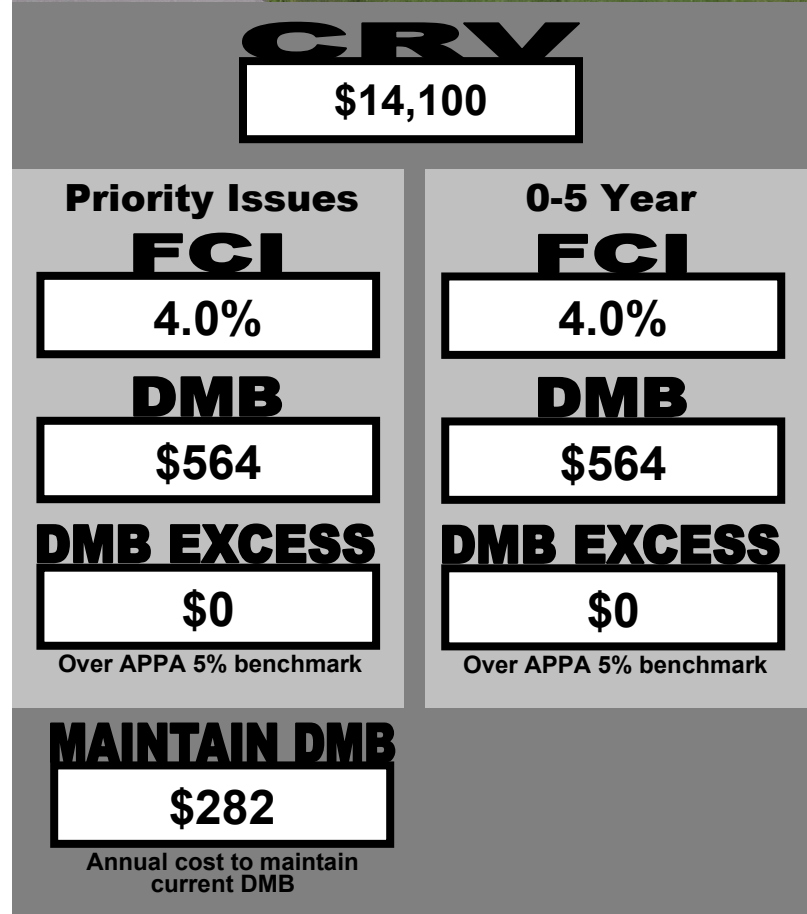 CRV
$14,100
Priority Issues
FCI
4.0%
DMB
$564
DMB EXCESS
$0
Over APPA 5% benchmark
0-5 Year
FCI
4.0%
DMB
$564
DMB EXCESS
$0
Over APPA 5% benchmark
MAINTAIN DMB
$282
Annual cost to maintain
current DMB